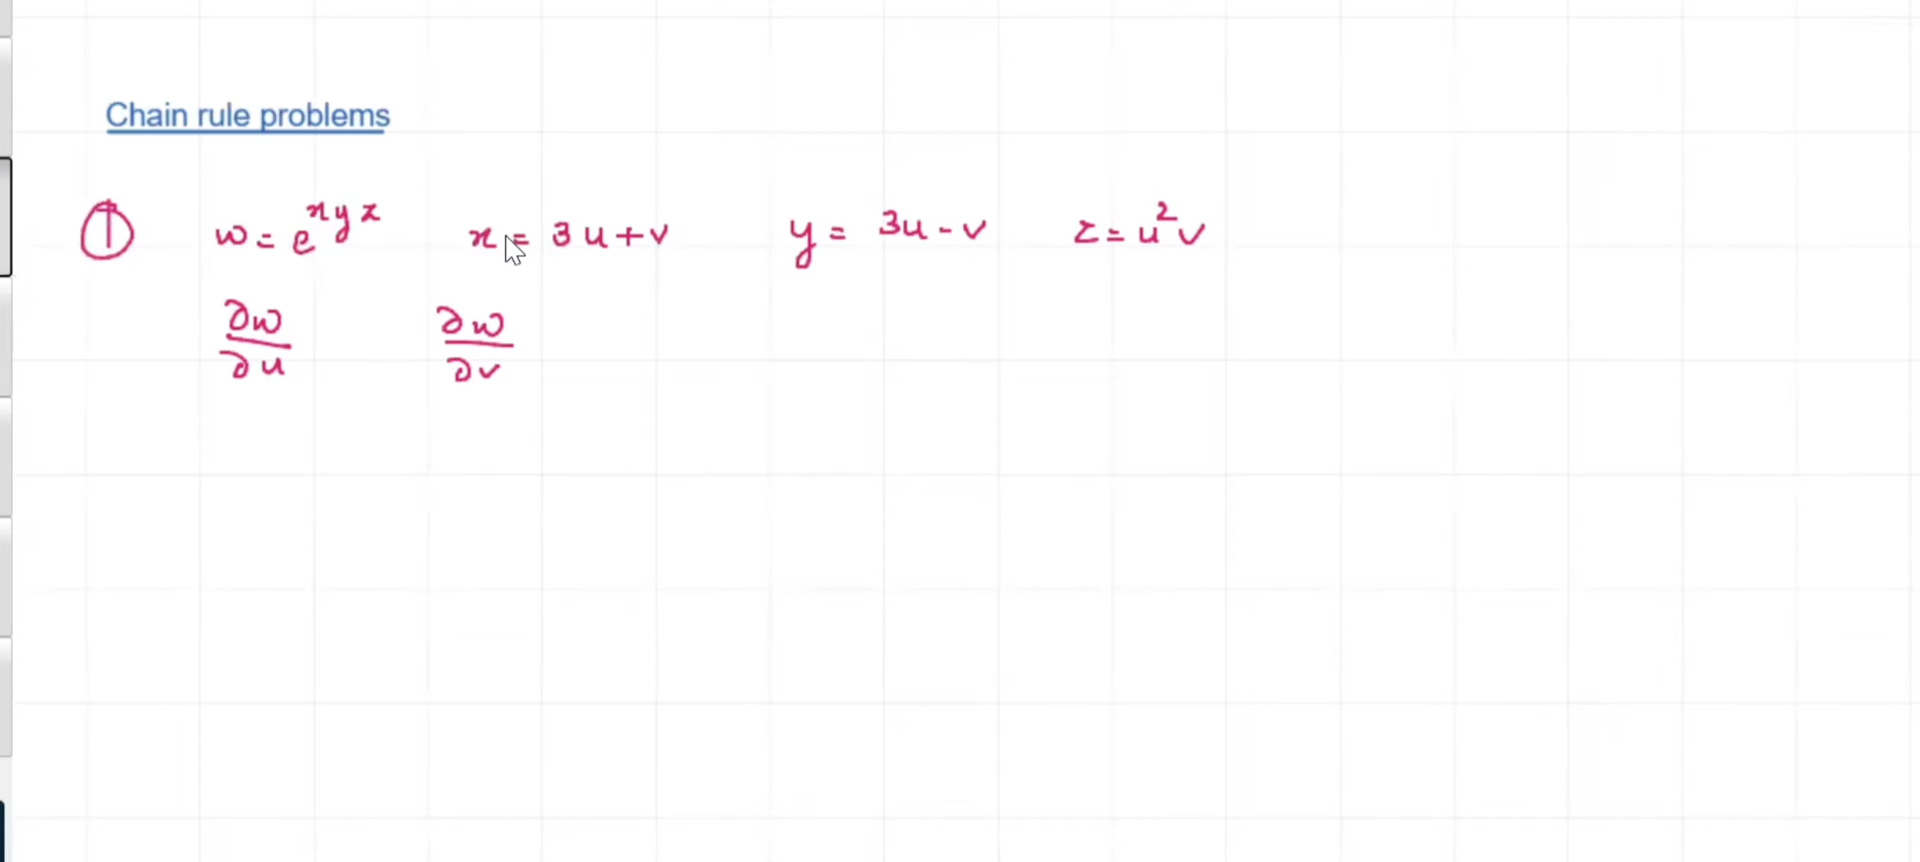 Chain rule problems
① w = e^{xyz} x = 3u+v y = 3u-v z = u²v
∂w/∂u ∂w/∂v